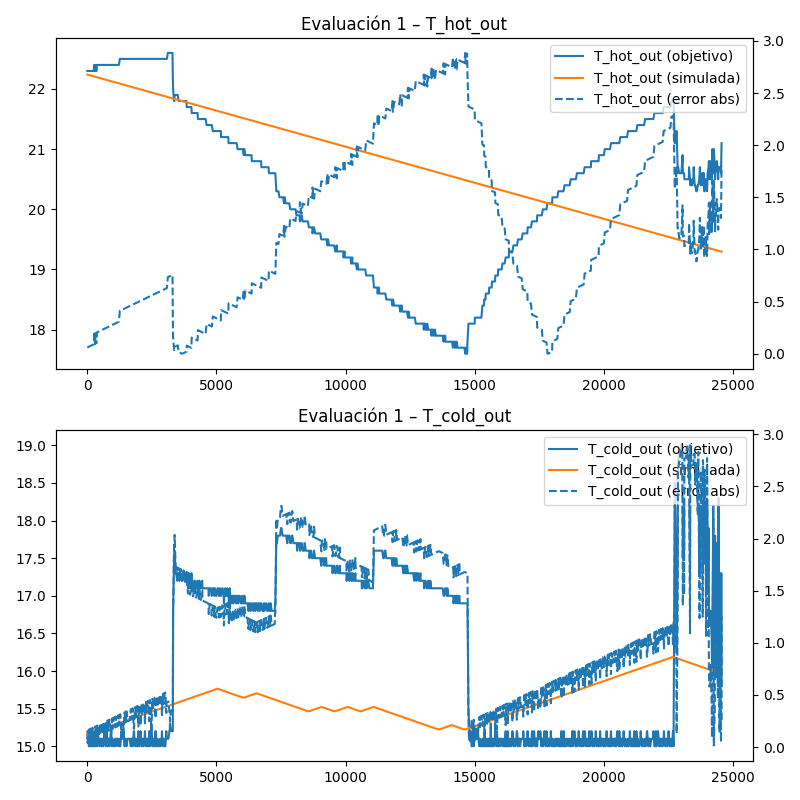 Evaluación 1 – T_hot_out
T_hot_out (objetivo)
T_hot_out (simulada)
T_hot_out (error abs)
22
21
20
19
18
3.0
2.5
2.0
1.5
1.0
0.5
0.0
0 5000 10000 15000 20000 25000
Evaluación 1 – T_cold_out
T_cold_out (objetivo)
T_cold_out (simulada)
T_cold_out (error abs)
19.0
18.5
18.0
17.5
17.0
16.5
16.0
15.5
15.0
3.0
2.5
2.0
1.5
1.0
0.5
0.0
0 5000 10000 15000 20000 25000